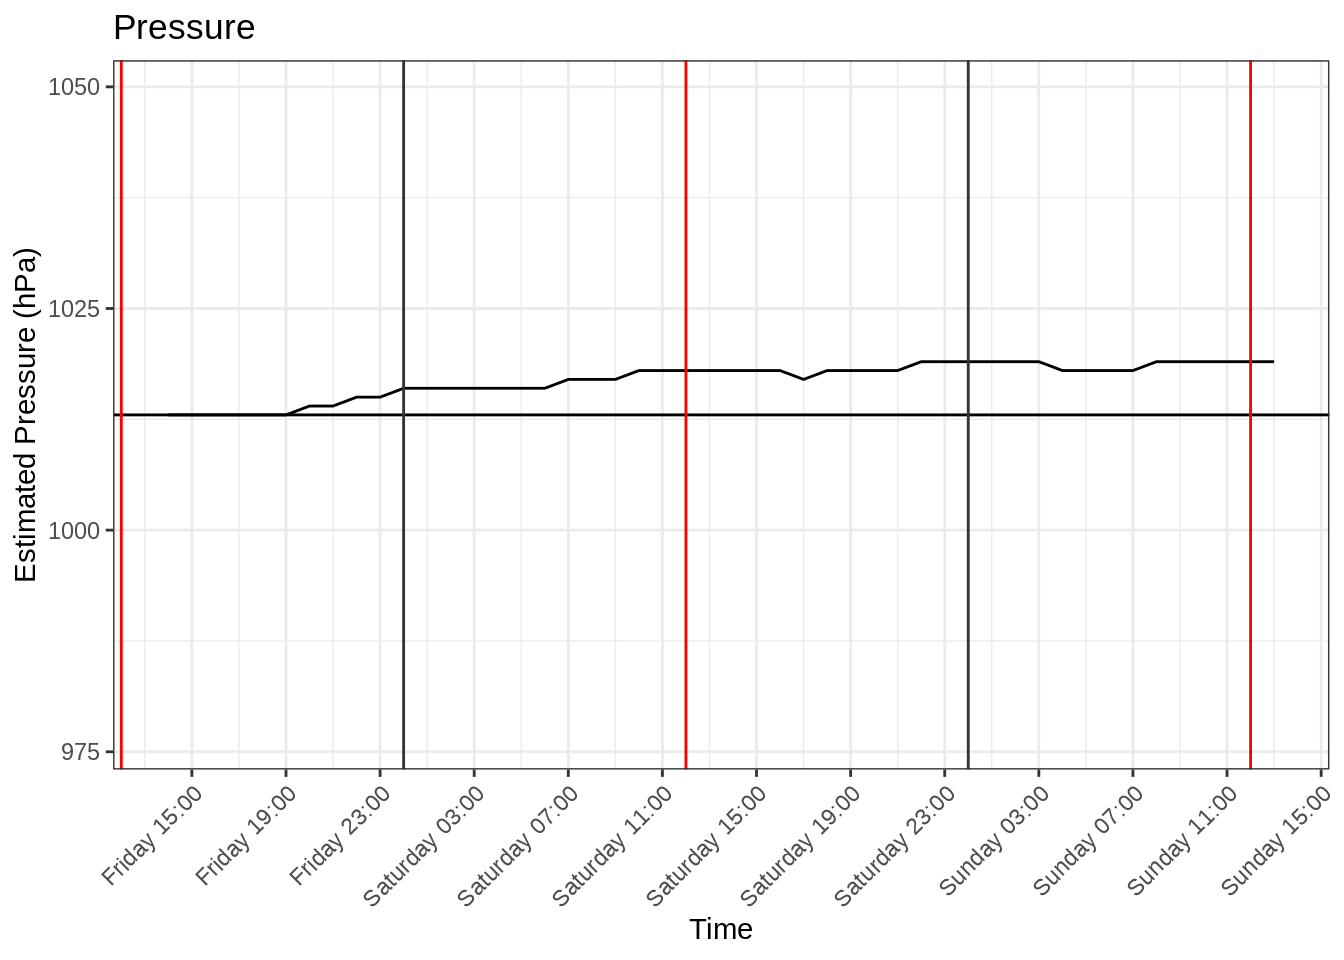 Pressure
Estimated Pressure (hPa)
1050
1025
1000
975
Friday 15:00
Friday 19:00
Friday 23:00
Saturday 03:00
Saturday 07:00
Saturday 11:00
Saturday 15:00
Saturday 19:00
Saturday 23:00
Sunday 03:00
Sunday 07:00
Sunday 11:00
Sunday 15:00
Time